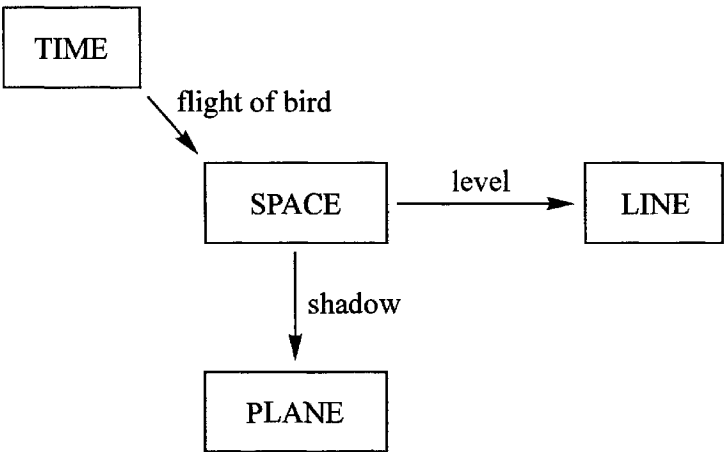 TIME
flight of bird
SPACE
level
LINE
shadow
PLANE